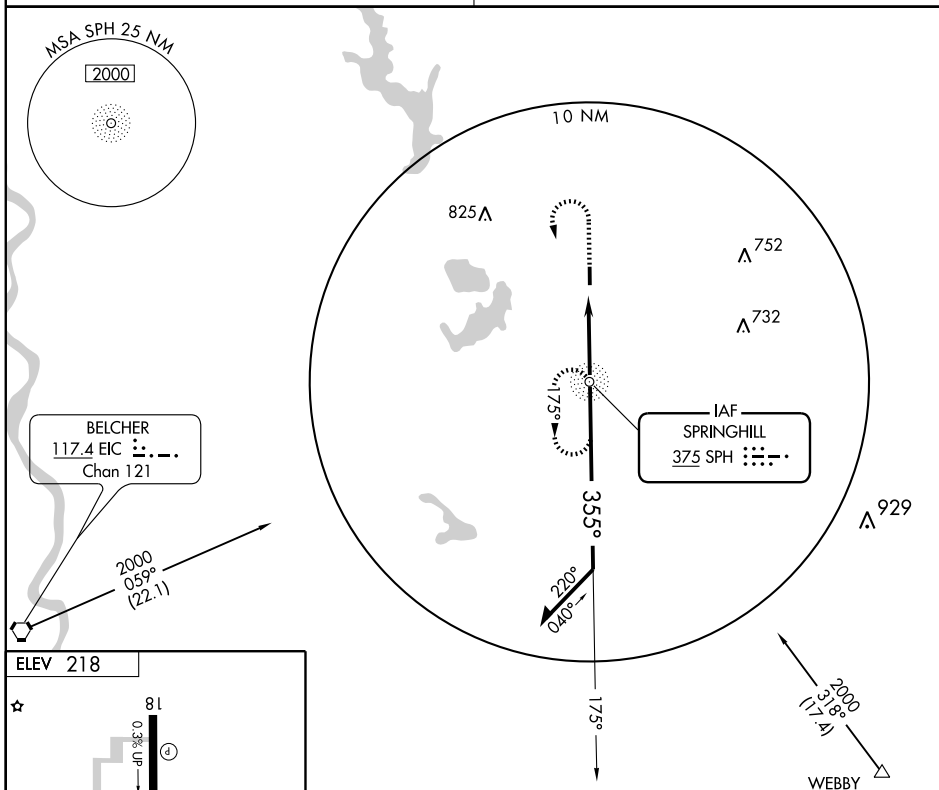 MSA SPH 25 NM
2000
10 NM
825
752
732
BELCHER
117.4 EIC
Chan 121
175°
IAF
SPRINGHILL
375 SPH
355°
929
2000
059°
(22.1)
220°
040°
ELEV 218
18
0.3% UP
P
175°
2000
318°
(17.4)
WEBBY